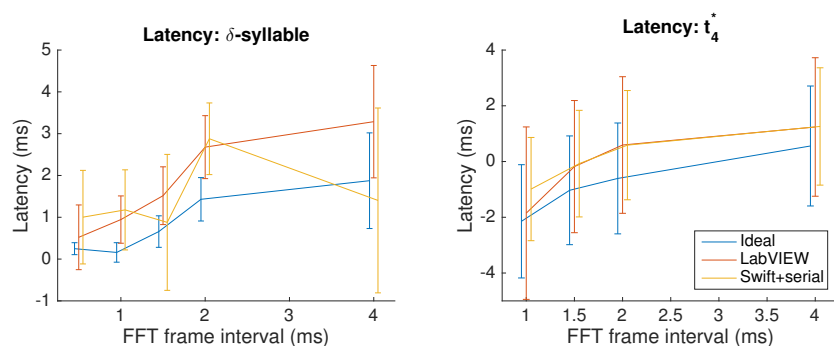 Latency: δ-syllable
5
4
3
2
1
0
-1
Latency (ms)
1
2
3
4
FFT frame interval (ms)
Latency: t*4
4
2
0
-2
-4
Latency (ms)
1
1.5
2
2.5
3
3.5
4
FFT frame interval (ms)
Ideal
LabVIEW
Swift+serial